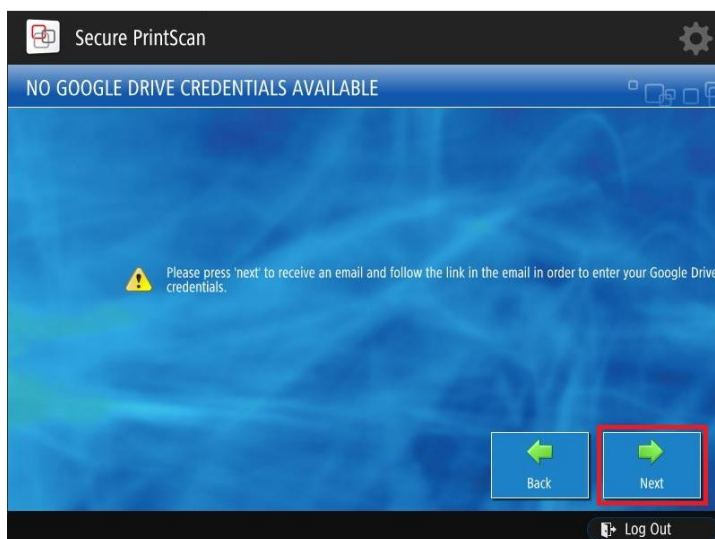 Secure PrintScan
NO GOOGLE DRIVE CREDENTIALS AVAILABLE
Please press 'next' to receive an email and follow the link in the email in order to enter your Google Drive
credentials.
Back
Next
Log Out